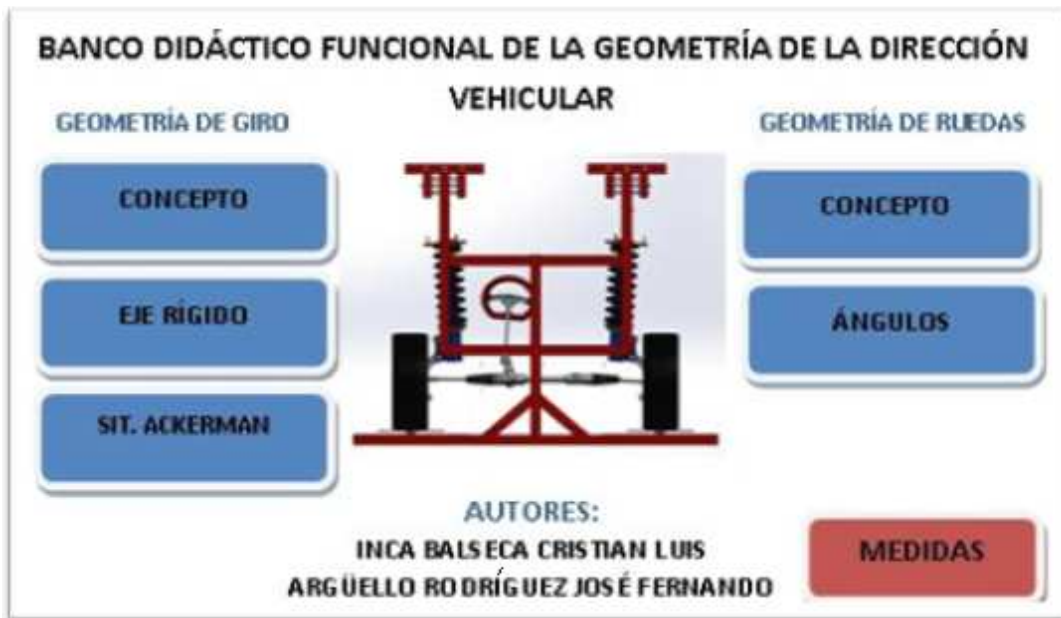 BANCO DIDÁCTICO FUNCIONAL DE LA GEOMETRÍA DE LA DIRECCIÓN
VEHICULAR
GEOMETRÍA DE GIRO
CONCEPTO
EJE RÍGIDO
SIT. ACKERMAN
GEOMETRÍA DE RUEDAS
CONCEPTO
ÁNGULOS
AUTORES:
INCA BALSECA CRISTIAN LUIS
ARGÜELLO RODRÍGUEZ JOSÉ FERNANDO
MEDIDAS